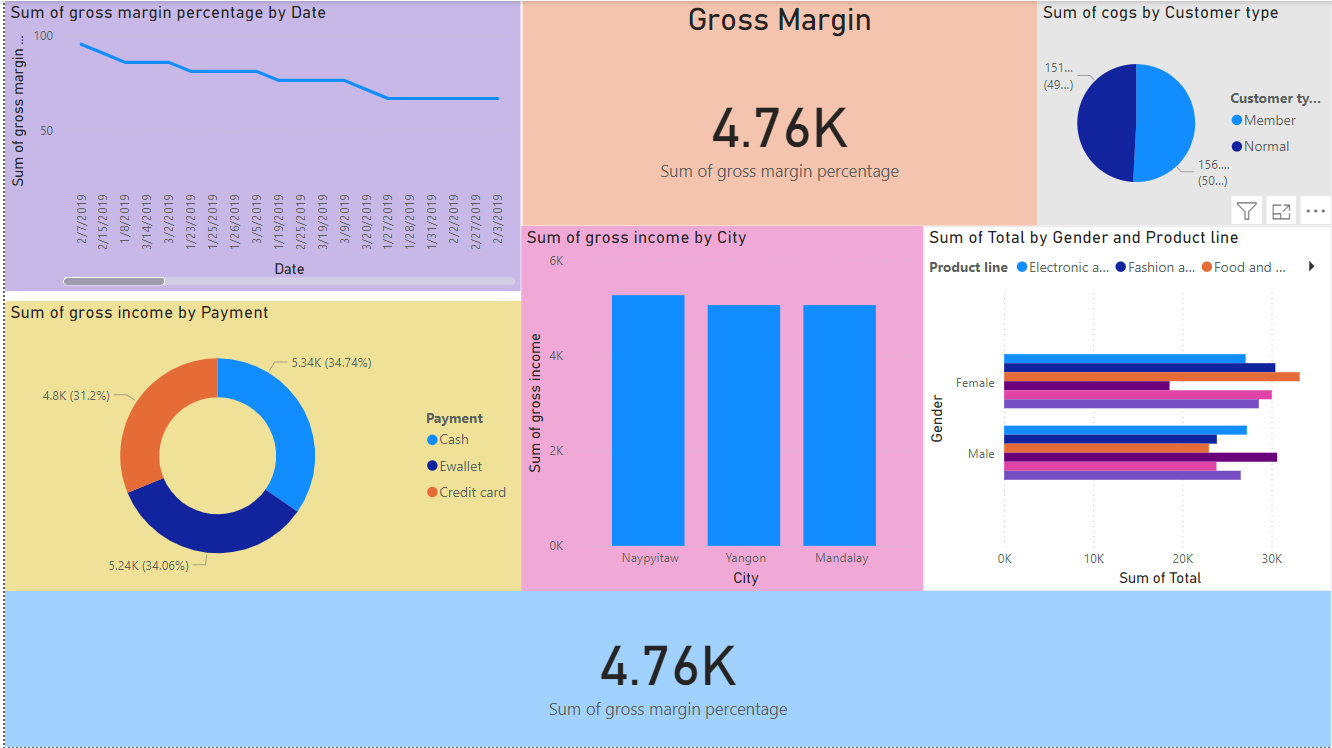 Sum of gross margin percentage by Date
Sum of gross margin ...
100
50
2/7/2019
2/15/2019
1/8/2019
3/14/2019
3/2/2019
1/23/2019
1/25/2019
1/26/2019
3/5/2019
1/19/2019
2/25/2019
3/19/2019
3/9/2019
3/20/2019
1/27/2019
1/28/2019
1/31/2019
2/2/2019
2/27/2019
2/3/2019
Date
Gross Margin
4.76K
Sum of gross margin percentage
Sum of cogs by Customer type
151...
(49...)
156....
(50...)
Customer ty...
Member
Normal
Sum of gross income by Payment
5.34K (34.74%)
4.8K (31.2%)
5.24K (34.06%)
Payment
Cash
Ewallet
Credit card
Sum of gross income by City
Sum of gross income
6K
4K
2K
0K
Naypyitaw
Yangon
Mandalay
City
Sum of Total by Gender and Product line
Product line
Electronic a...
Fashion a...
Food and ...
Gender
Female
Male
0K
10K
20K
30K
Sum of Total
4.76K
Sum of gross margin percentage